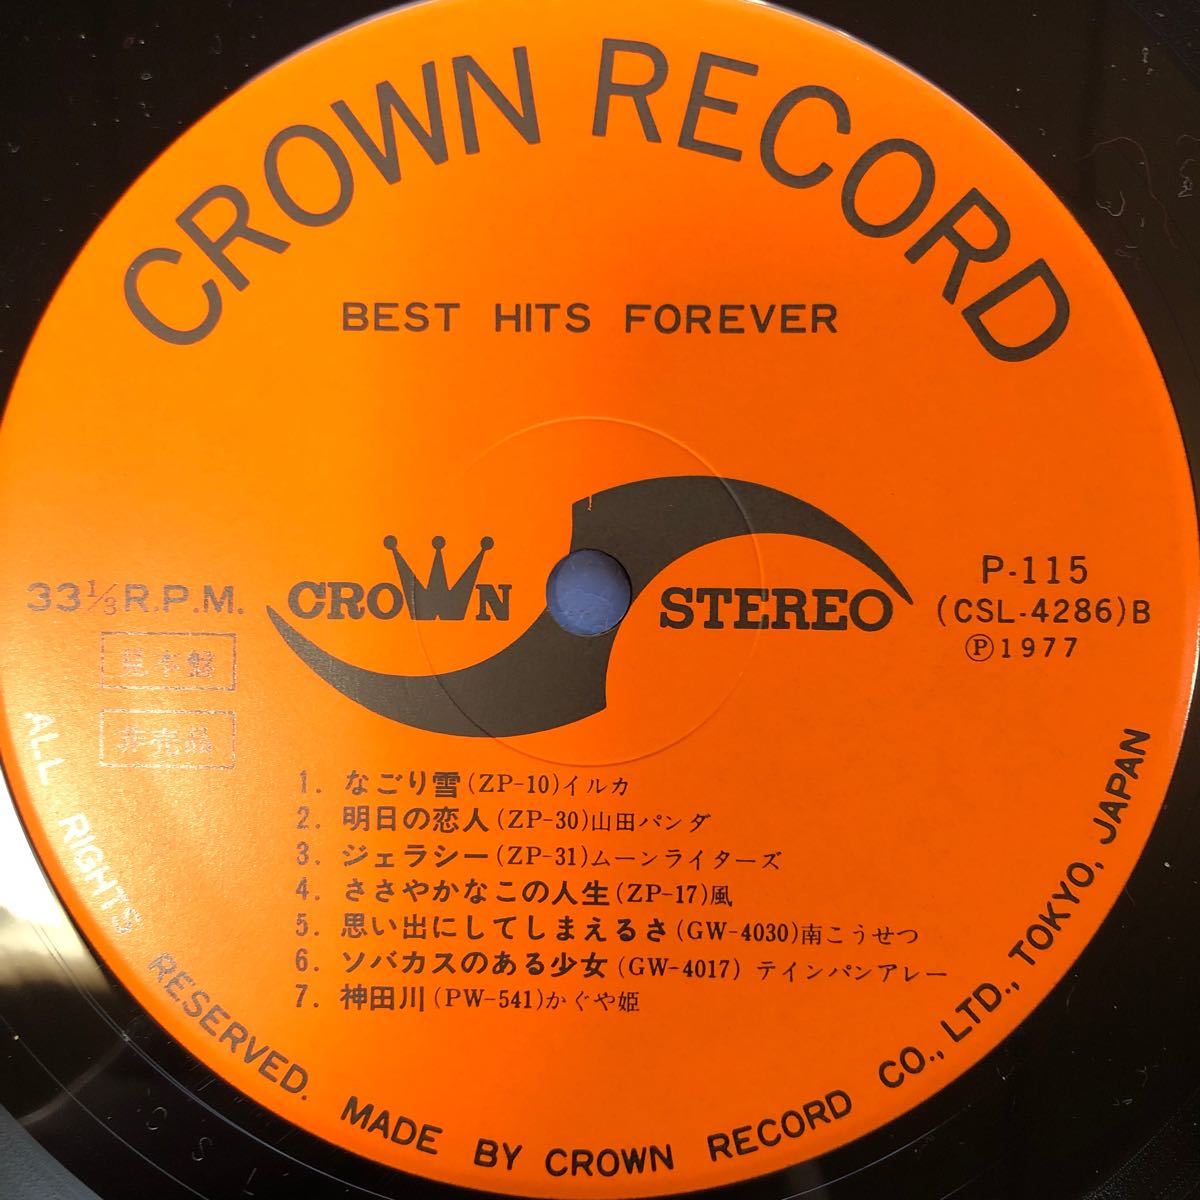 CROWN RECORD
BEST HITS FOREVER
33 1/3 R.P.M.
見本盤
非売品
CROWN STEREO
P-115
(CSL-4286)B
Ⓟ1977
1. なごり雪(ZP-10)イルカ
2. 明日の恋人(ZP-30)山田パンダ
3. ジェラシー(ZP-31)ムーンライターズ
4. ささやかなこの人生(ZP-17)風
5. 思い出にしてしまえるさ(GW-4030)南こうせつ
6. ソバカスのある少女(GW-4017) テインパンアレー
7. 神田川(PW-541)かぐや姫
ALL RIGHTS RESERVED. MADE BY CROWN RECORD CO., LTD., TOKYO, JAPAN